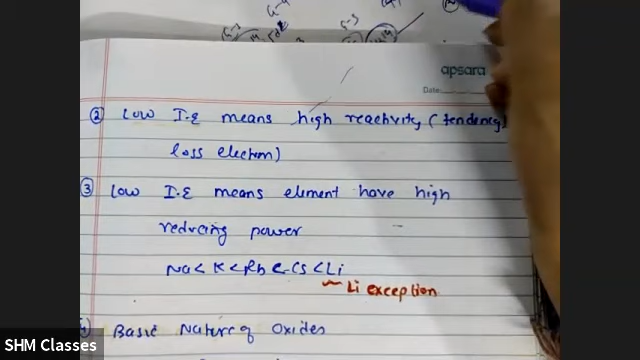 apsara
Date:
② Low I.E means high reactivity (tendency
loss electron)
③ Low I.E means element have high
reducing power
Na < K < Rb < Cs < Li
Li exception
④ Basic Nature of Oxides
SHM Classes